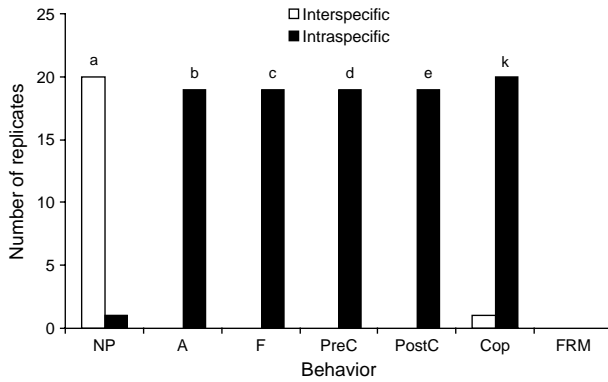 25
Interspecific
Intraspecific
20
15
10
5
0
Number of replicates
a
b
c
d
e
k
NP
A
F
PreC
PostC
Cop
FRM
Behavior